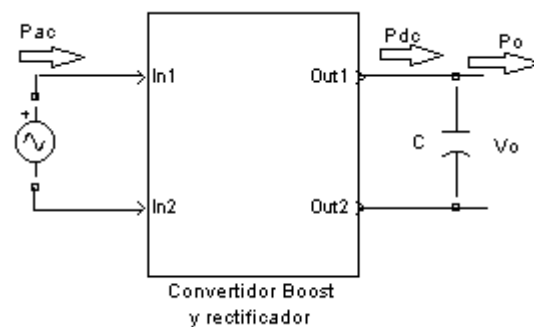 Pac
Pdc
Po
In1
Out1
+
C
Vo
In2
Out2
Convertidor Boost
y rectificador